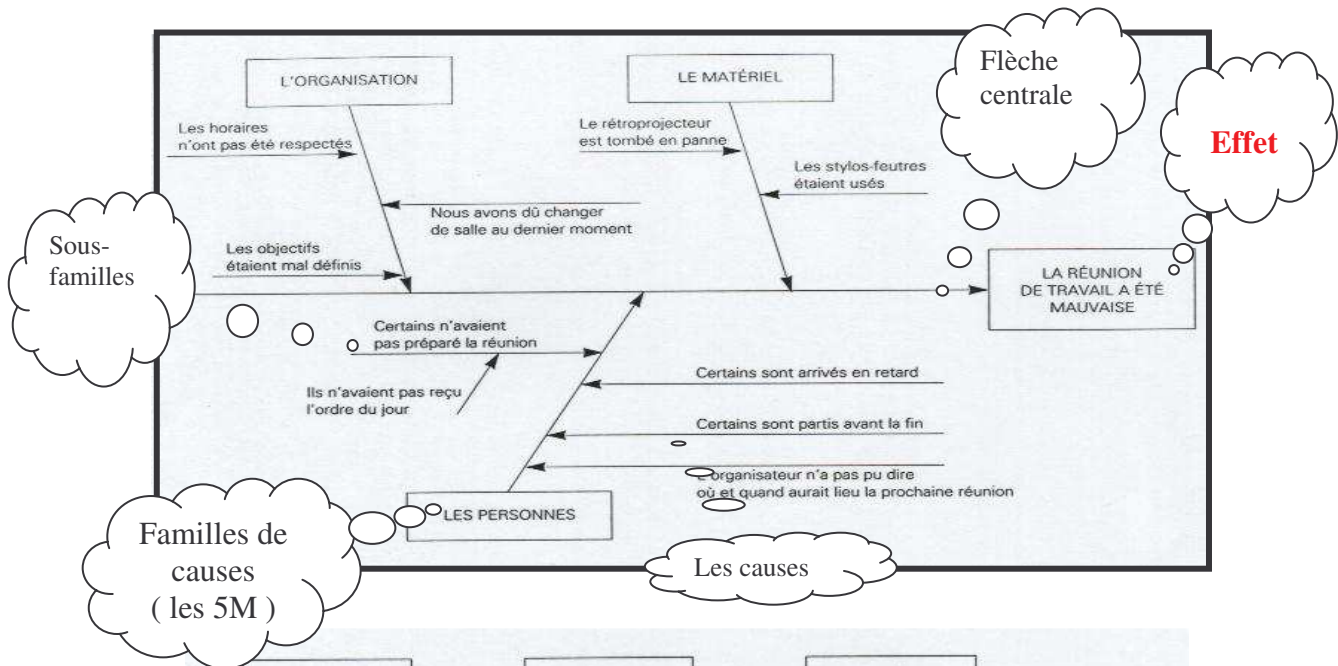 Flèche
centrale
Effet
L'ORGANISATION
LE MATÉRIEL
Les horaires
n'ont pas été respectés
Le rétroprojecteur
est tombé en panne
Les stylos-feutres
étaient usés
Nous avons dû changer
de salle au dernier moment
Sous-
familles
Les objectifs
étaient mal définis
LA RÉUNION
DE TRAVAIL A ÉTÉ
MAUVAISE
Certains n'avaient
pas préparé la réunion
Ils n'avaient pas reçu
l'ordre du jour
Certains sont arrivés en retard
Certains sont partis avant la fin
L'organisateur n'a pas pu dire
où et quand aurait lieu la prochaine réunion
LES PERSONNES
Familles de
causes
( les 5M )
Les causes